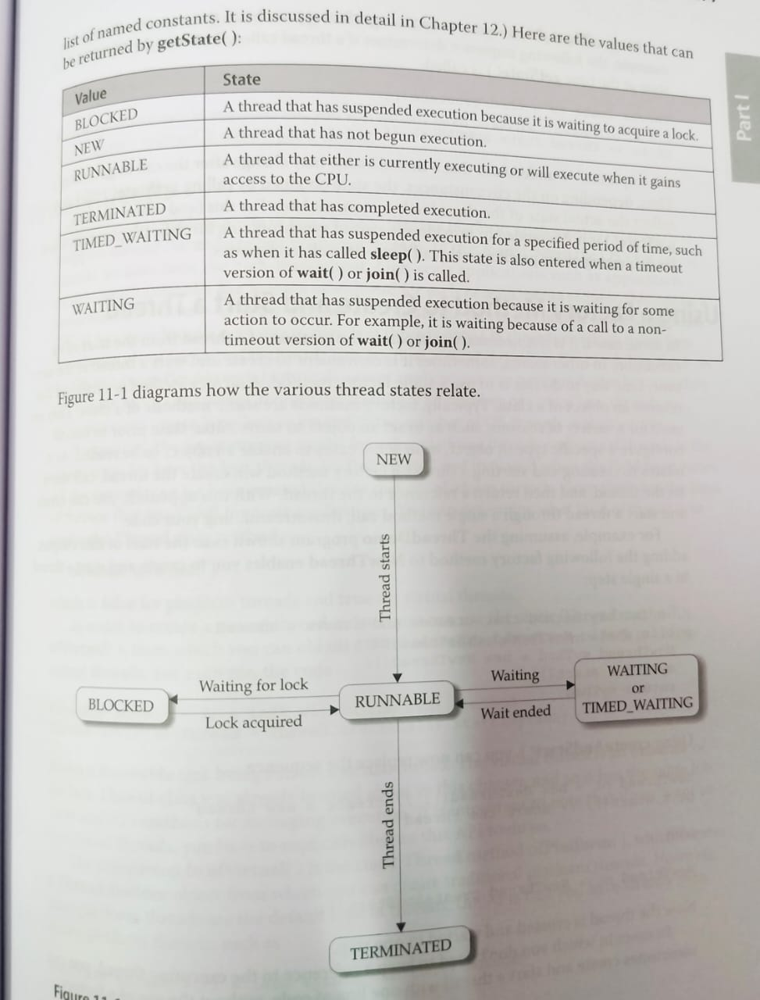 list of named constants. It is discussed in detail in Chapter 12.) Here are the values that can
be returned by getState( ):
Part I
Value State
BLOCKED A thread that has suspended execution because it is waiting to acquire a lock.
NEW A thread that has not begun execution.
RUNNABLE A thread that either is currently executing or will execute when it gains
access to the CPU.
TERMINATED A thread that has completed execution.
TIMED_WAITING A thread that has suspended execution for a specified period of time, such
as when it has called sleep( ). This state is also entered when a timeout
version of wait( ) or join( ) is called.
WAITING A thread that has suspended execution because it is waiting for some
action to occur. For example, it is waiting because of a call to a non-
timeout version of wait( ) or join( ).
Figure 11-1 diagrams how the various thread states relate.
NEW
Thread starts
BLOCKED
Waiting for lock
Lock acquired
RUNNABLE
Waiting
Wait ended
WAITING
or
TIMED_WAITING
Thread ends
TERMINATED
Figure